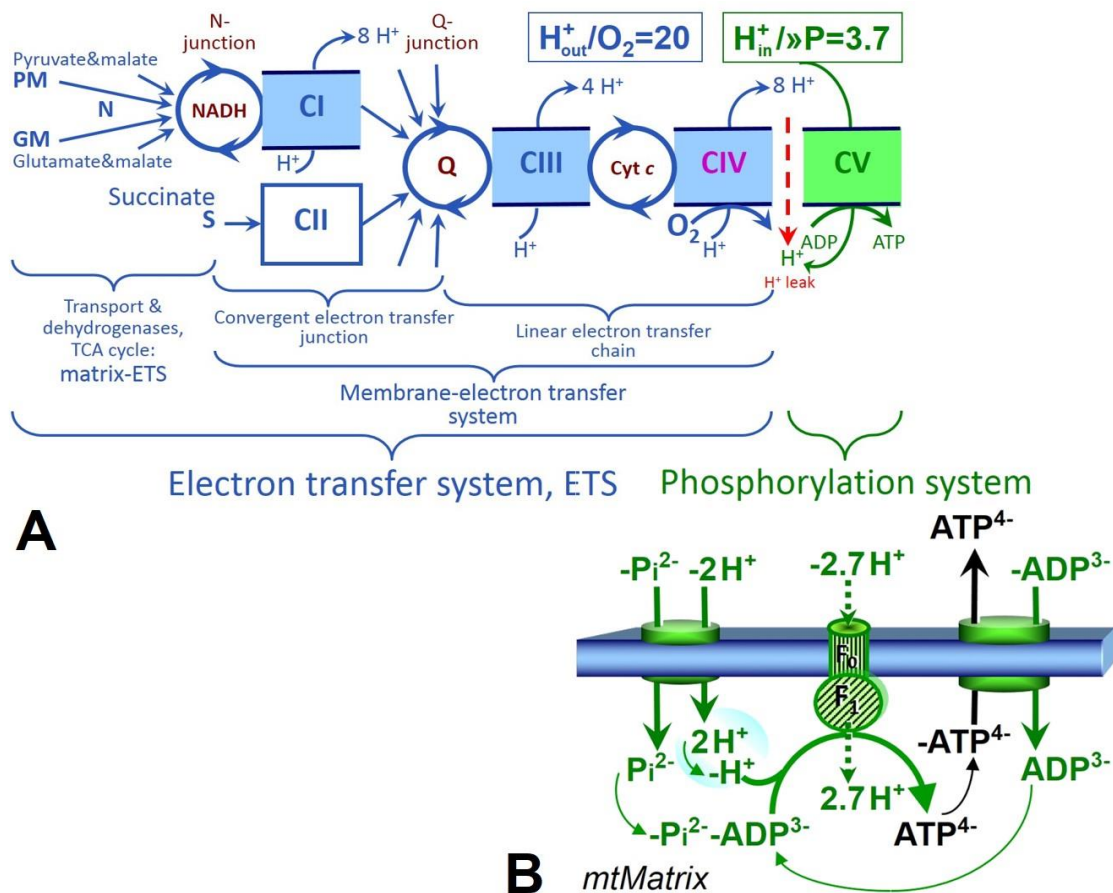 N-
junction
8 H⁺
Q-
junction
H⁺out/O₂=20
H⁺in/»P=3.7
Pyruvate&malate
PM
N
NADH
CI
GM
Glutamate&malate
H⁺
4 H⁺
8 H⁺
Q
CIII
Cyt c
CIV
CV
Succinate
S
CII
H⁺
O₂
H⁺
ADP
ATP
H⁺
H⁺ leak
Transport &
dehydrogenases,
TCA cycle:
matrix-ETS
Convergent electron transfer
junction
Linear electron transfer
chain
Membrane-electron transfer
system
Electron transfer system, ETS
Phosphorylation system
A
ATP⁴⁻
-Pi²⁻
-2H⁺
-2.7H⁺
-ADP³⁻
F₀
F₁
2H⁺
-H⁺
Pi²⁻
2.7H⁺
-ATP⁴⁻
ADP³⁻
-Pi²⁻-ADP³⁻
ATP⁴⁻
B
mtMatrix